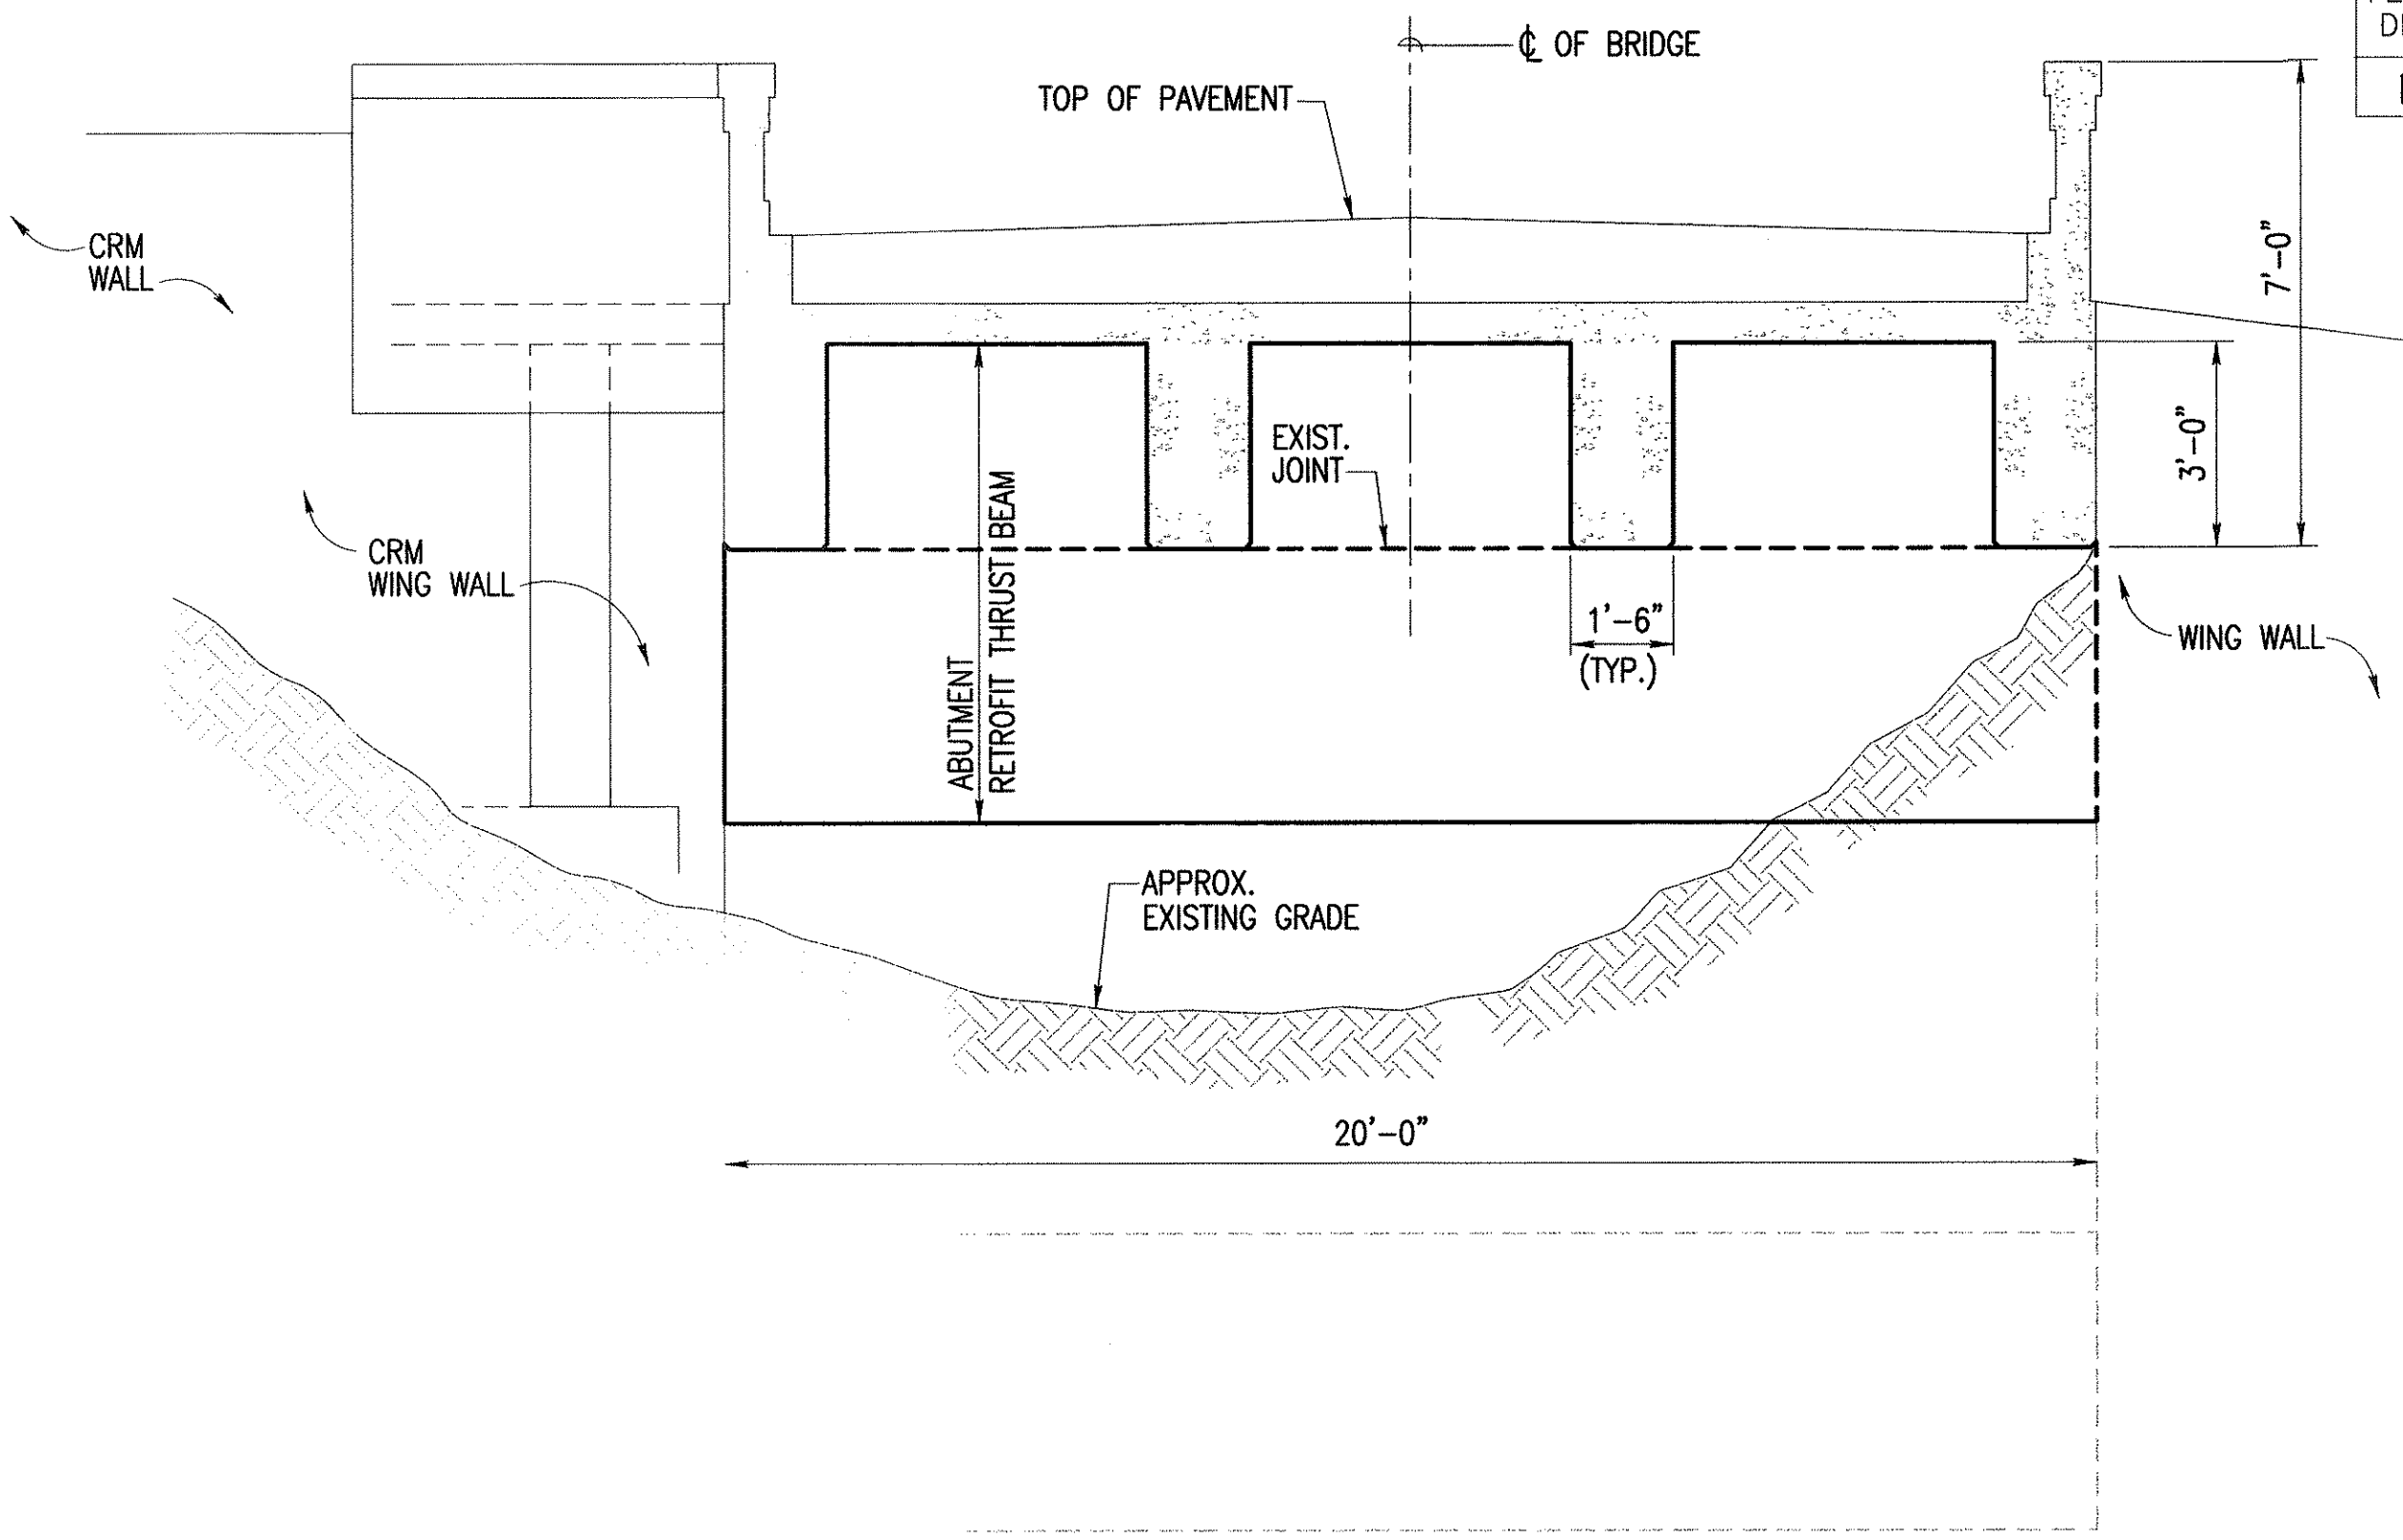 ℄ OF BRIDGE
TOP OF PAVEMENT
CRM
WALL
7'-0"
3'-0"
EXIST.
JOINT
ABUTMENT
RETROFIT THRUST BEAM
CRM
WING WALL
1'-6"
(TYP.)
WING WALL
APPROX.
EXISTING GRADE
20'-0"